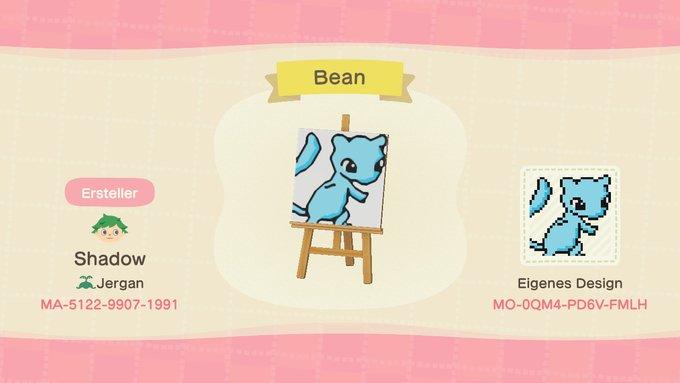 Bean
Ersteller
Shadow
Jergan
MA-5122-9907-1991
Eigenes Design
MO-0QM4-PD6V-FMLH